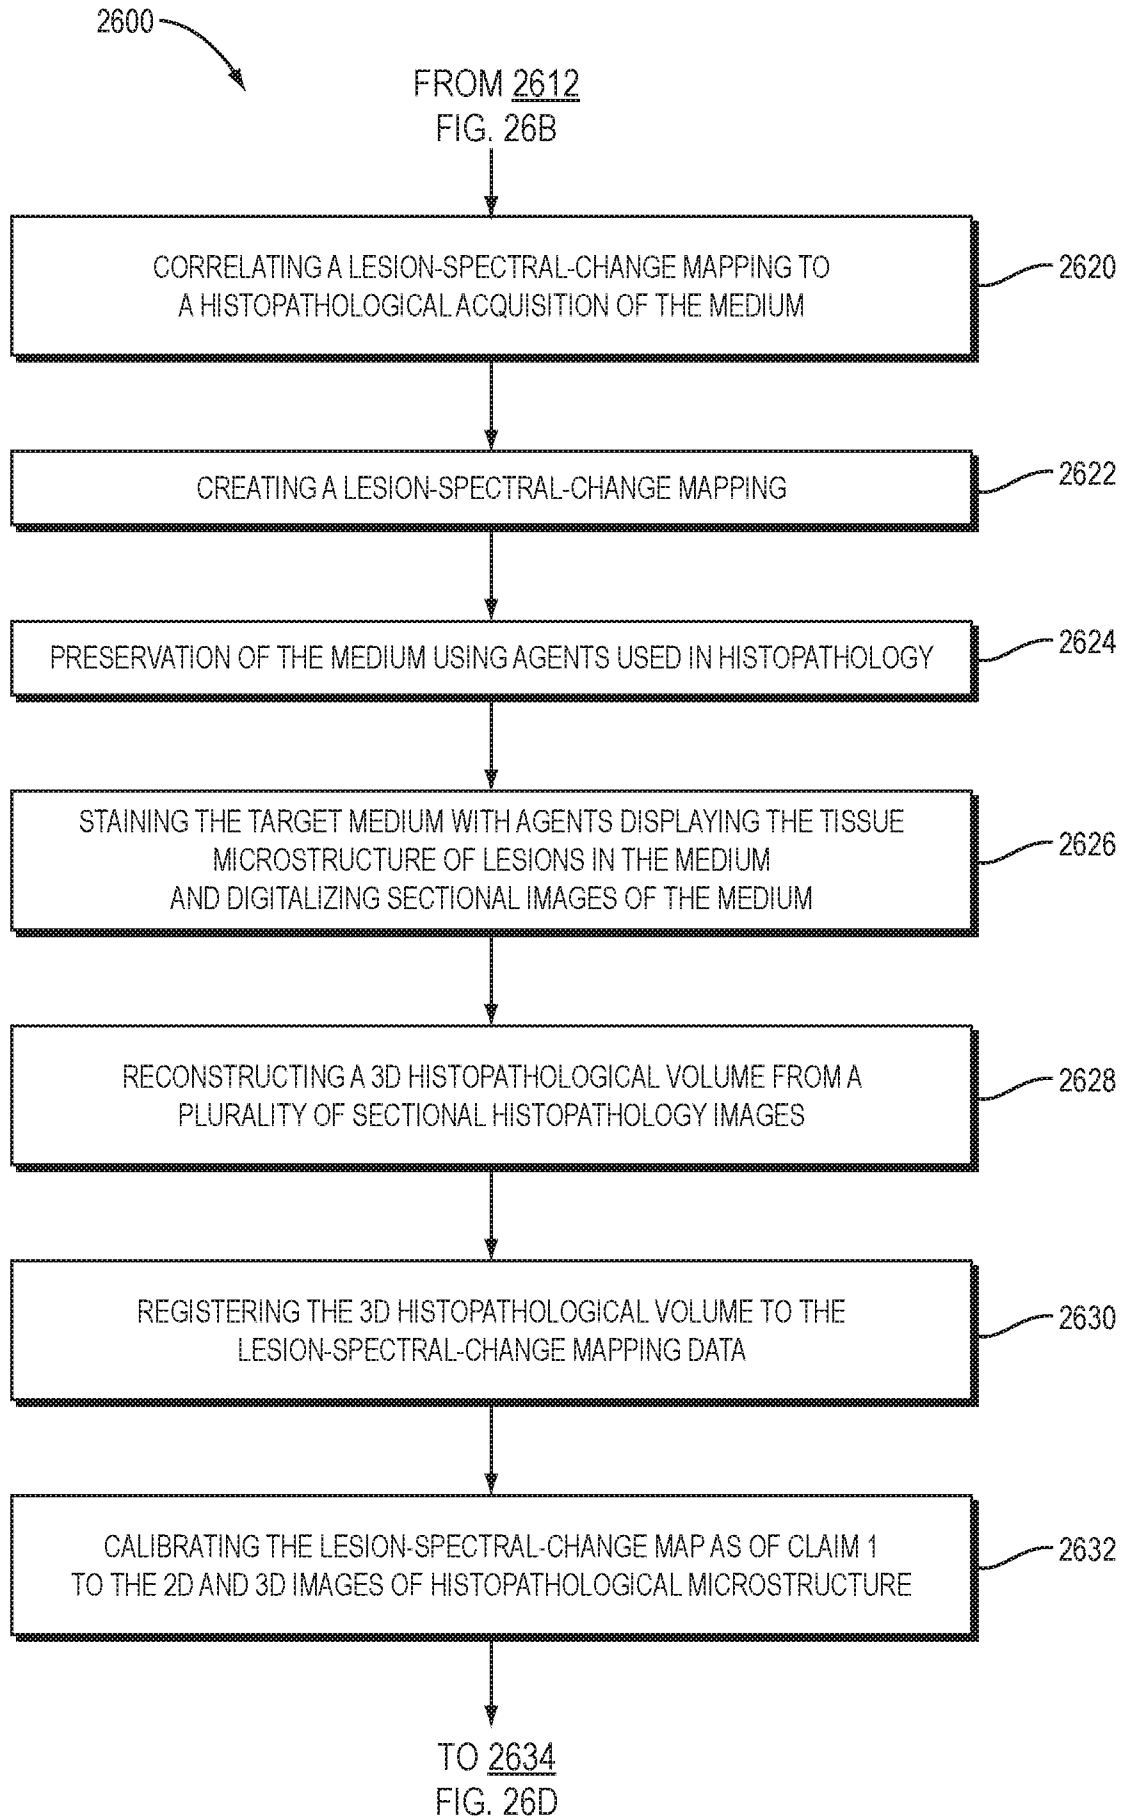 2600
FROM 2612
FIG. 26B
CORRELATING A LESION-SPECTRAL-CHANGE MAPPING TO
A HISTOPATHOLOGICAL ACQUISITION OF THE MEDIUM
2620
CREATING A LESION-SPECTRAL-CHANGE MAPPING
2622
PRESERVATION OF THE MEDIUM USING AGENTS USED IN HISTOPATHOLOGY
2624
STAINING THE TARGET MEDIUM WITH AGENTS DISPLAYING THE TISSUE
MICROSTRUCTURE OF LESIONS IN THE MEDIUM
AND DIGITALIZING SECTIONAL IMAGES OF THE MEDIUM
2626
RECONSTRUCTING A 3D HISTOPATHOLOGICAL VOLUME FROM A
PLURALITY OF SECTIONAL HISTOPATHOLOGY IMAGES
2628
REGISTERING THE 3D HISTOPATHOLOGICAL VOLUME TO THE
LESION-SPECTRAL-CHANGE MAPPING DATA
2630
CALIBRATING THE LESION-SPECTRAL-CHANGE MAP AS OF CLAIM 1
TO THE 2D AND 3D IMAGES OF HISTOPATHOLOGICAL MICROSTRUCTURE
2632
TO 2634
FIG. 26D